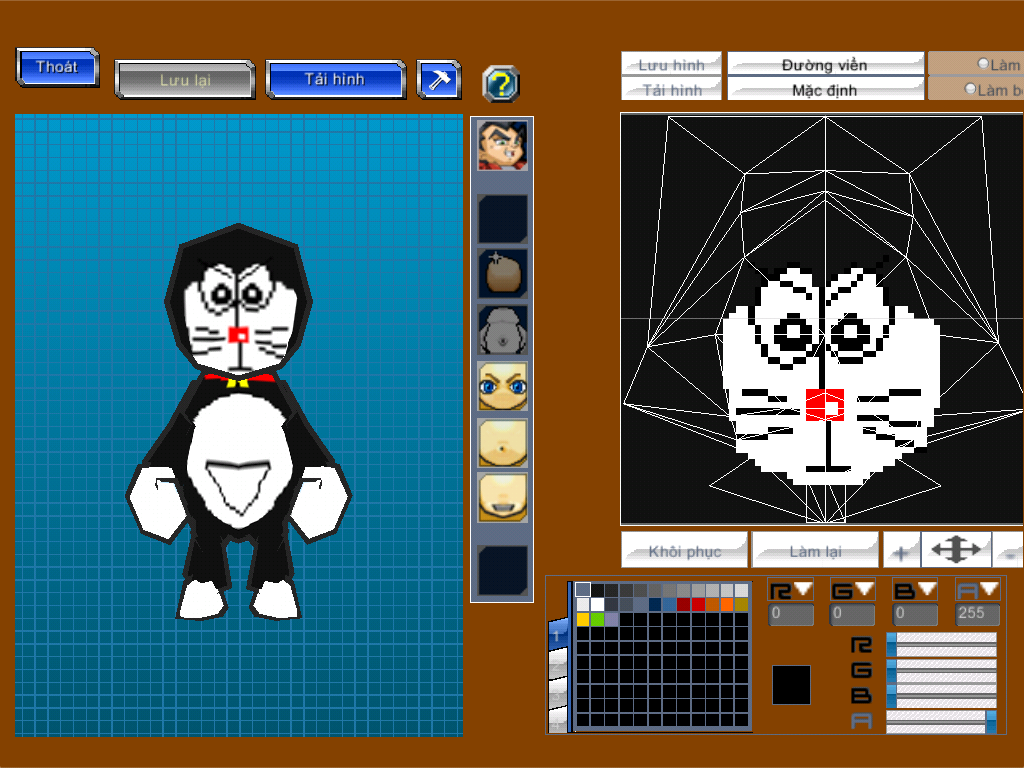 Thoát
Lưu lại
Tải hình
?
Lưu hình
Đường viền
Làm
Tải hình
Mặc định
Làm b
Khôi phục
Làm lại
+
-
R G B A
0 0 0 255
1
R
G
B
A